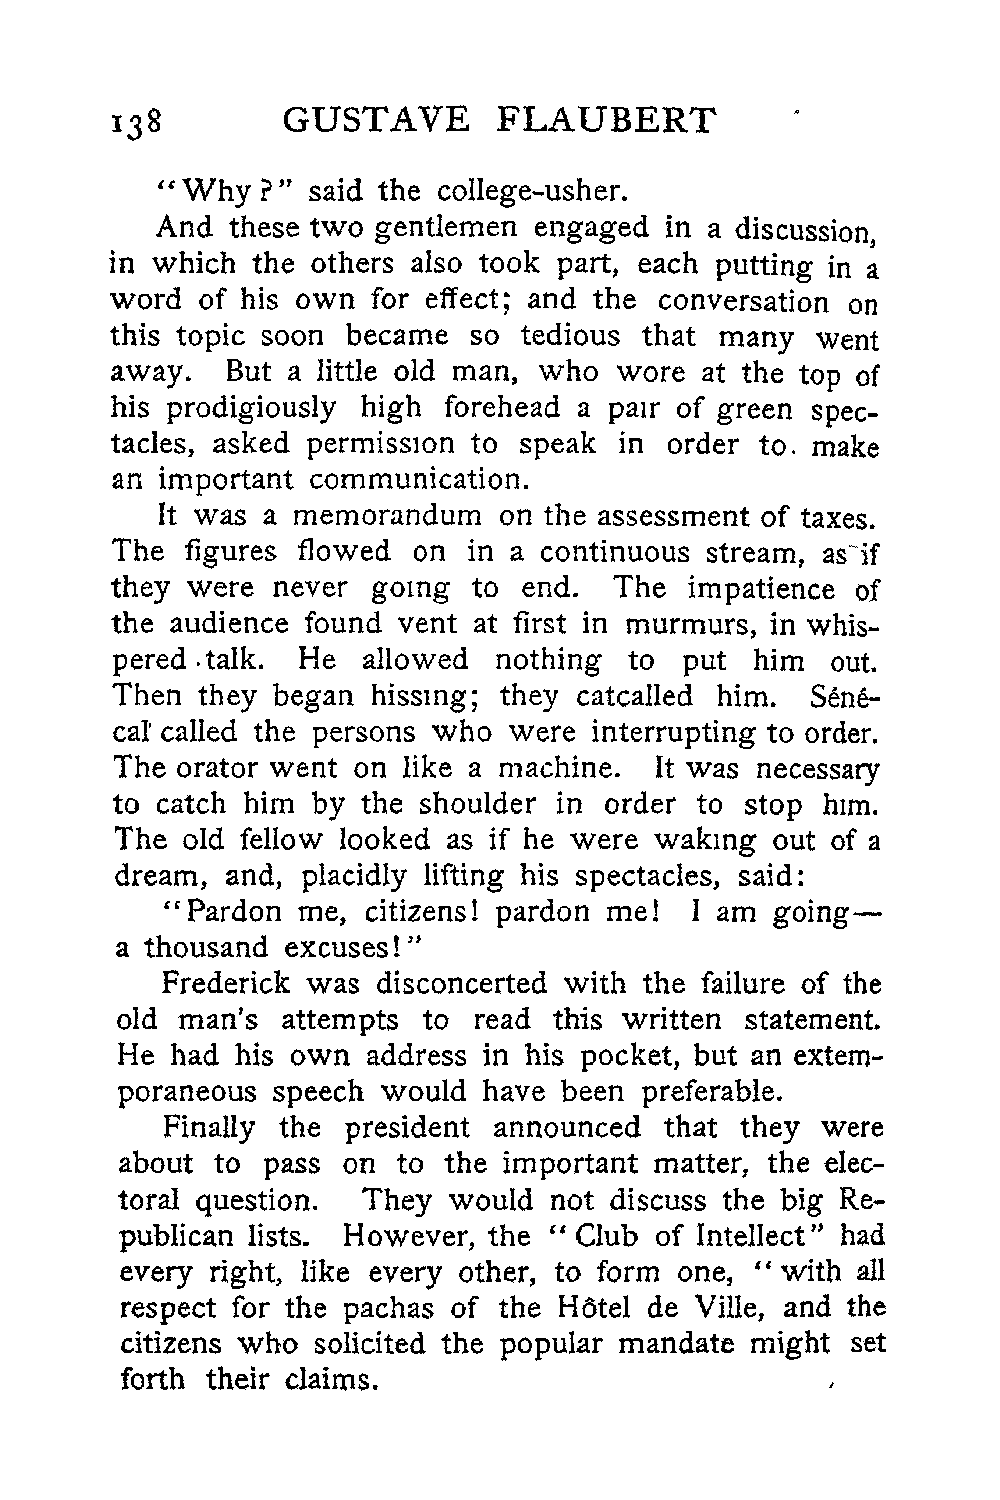 138 GUSTAVE FLAUBERT
“Why?” said the college-usher.
And these two gentlemen engaged in a discussion,
in which the others also took part, each putting in a
word of his own for effect; and the conversation on
this topic soon became so tedious that many went
away. But a little old man, who wore at the top of
his prodigiously high forehead a pair of green spec-
tacles, asked permission to speak in order to. make
an important communication.
It was a memorandum on the assessment of taxes.
The figures flowed on in a continuous stream, as if
they were never going to end. The impatience of
the audience found vent at first in murmurs, in whis-
pered talk. He allowed nothing to put him out.
Then they began hissing; they catcalled him. Séné-
cal called the persons who were interrupting to order.
The orator went on like a machine. It was necessary
to catch him by the shoulder in order to stop him.
The old fellow looked as if he were waking out of a
dream, and, placidly lifting his spectacles, said:
“Pardon me, citizens! pardon me! I am going—
a thousand excuses!”
Frederick was disconcerted with the failure of the
old man's attempts to read this written statement.
He had his own address in his pocket, but an extem-
poraneous speech would have been preferable.
Finally the president announced that they were
about to pass on to the important matter, the elec-
toral question. They would not discuss the big Re-
publican lists. However, the “Club of Intellect” had
every right, like every other, to form one, “with all
respect for the pachas of the Hôtel de Ville, and the
citizens who solicited the popular mandate might set
forth their claims.